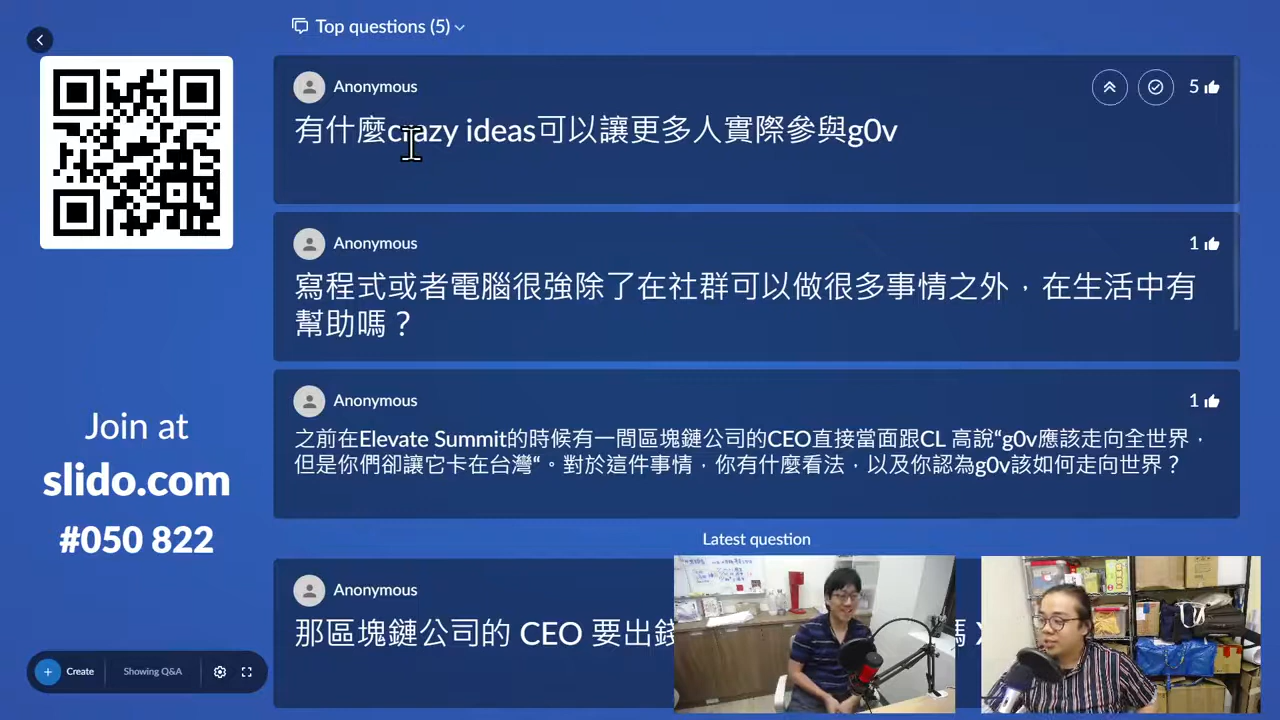 Top questions (5)
Anonymous
5
有什麼crazy ideas可以讓更多人實際參與g0v
Anonymous
1
寫程式或者電腦很強除了在社群可以做很多事情之外，在生活中有
幫助嗎？
Anonymous
1
之前在Elevate Summit的時候有一間區塊鏈公司的CEO直接當面跟CL 高說“g0v應該走向全世界，
但是你們卻讓它卡在台灣“。對於這件事情，你有什麼看法，以及你認為g0v該如何走向世界？
Join at
slido.com
#050 822
Latest question
Anonymous
那區塊鏈公司的 CEO 要出錢
Create
Showing Q&A